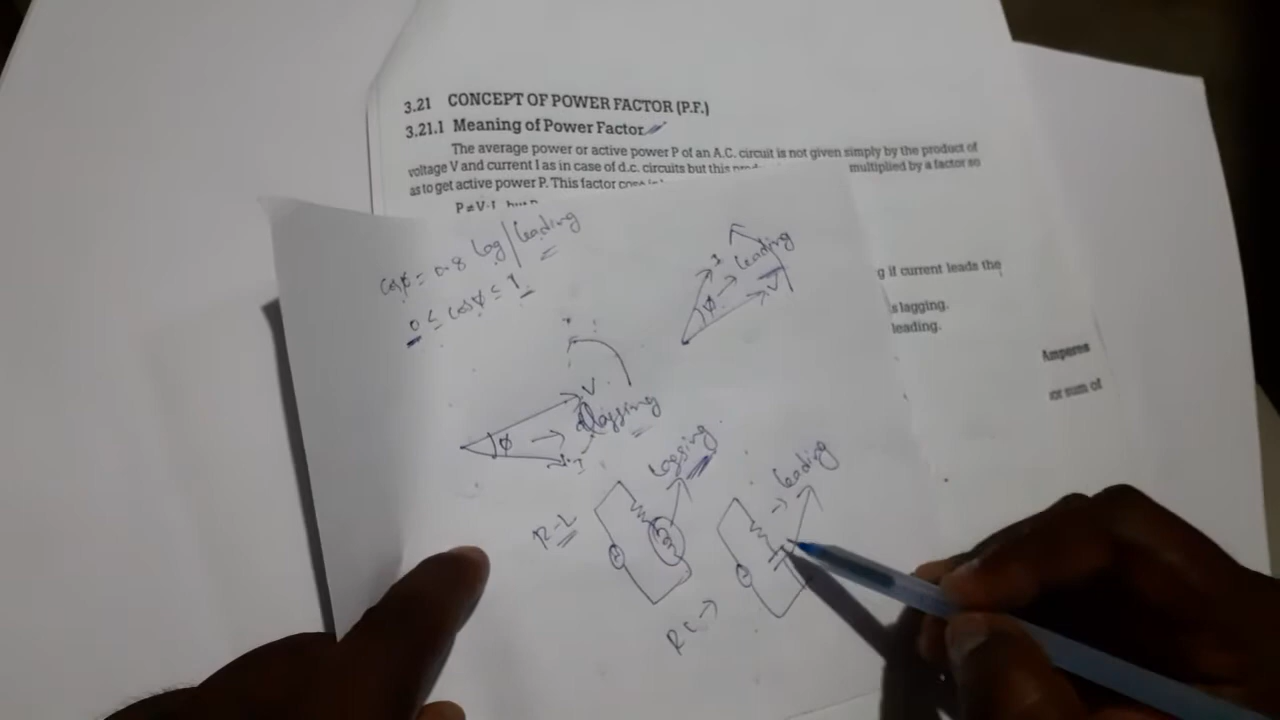 3.21 CONCEPT OF POWER FACTOR (P.F.)
3.21.1 Meaning of Power Factor
The average power or active power P of an A.C. circuit is not given simply by the product of
voltage V and current I as in case of d.c. circuits but this multiplied by a factor so
as to get active power P. This factor
P ≠ V·I
g if current leads the
s lagging.
leading.
Amperes
or sum of
cosϕ = 0.8 lag/leading
0 ≤ cosϕ ≤ 1
I
ϕ → leading
V
V
ϕ → lagging
I
R-L
lagging
→ leading
RC →